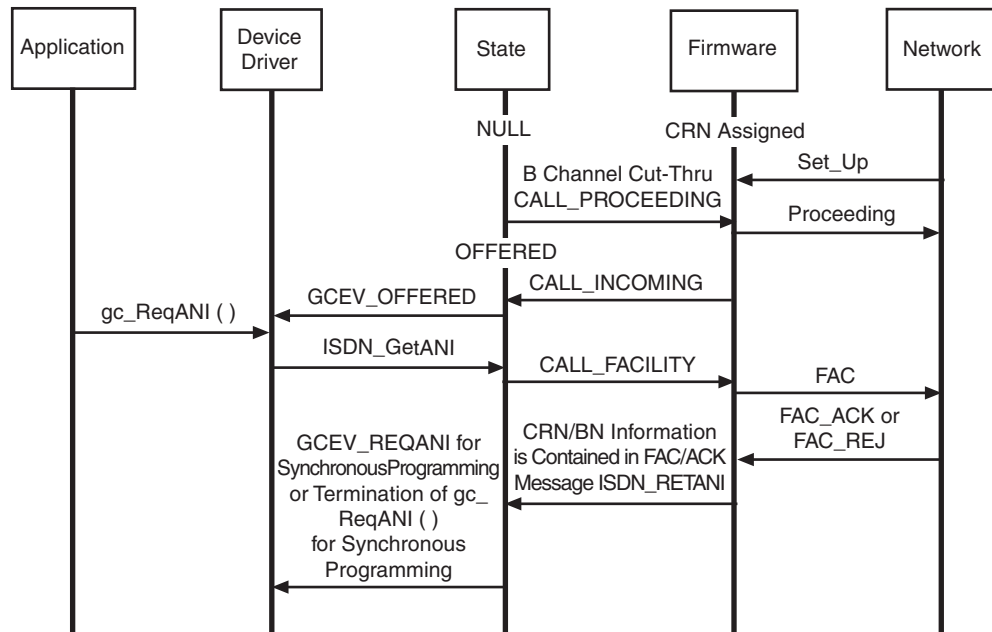 Application
Device
Driver
State
Firmware
Network
NULL
CRN Assigned
Set_Up
B Channel Cut-Thru
CALL_PROCEEDING
Proceeding
OFFERED
CALL_INCOMING
GCEV_OFFERED
gc_ReqANI ( )
ISDN_GetANI
CALL_FACILITY
FAC
FAC_ACK or
FAC_REJ
CRN/BN Information
is Contained in FAC/ACK
Message ISDN_RETANI
GCEV_REQANI for
SynchronousProgramming
or Termination of gc_
ReqANI ( )
for Synchronous
Programming